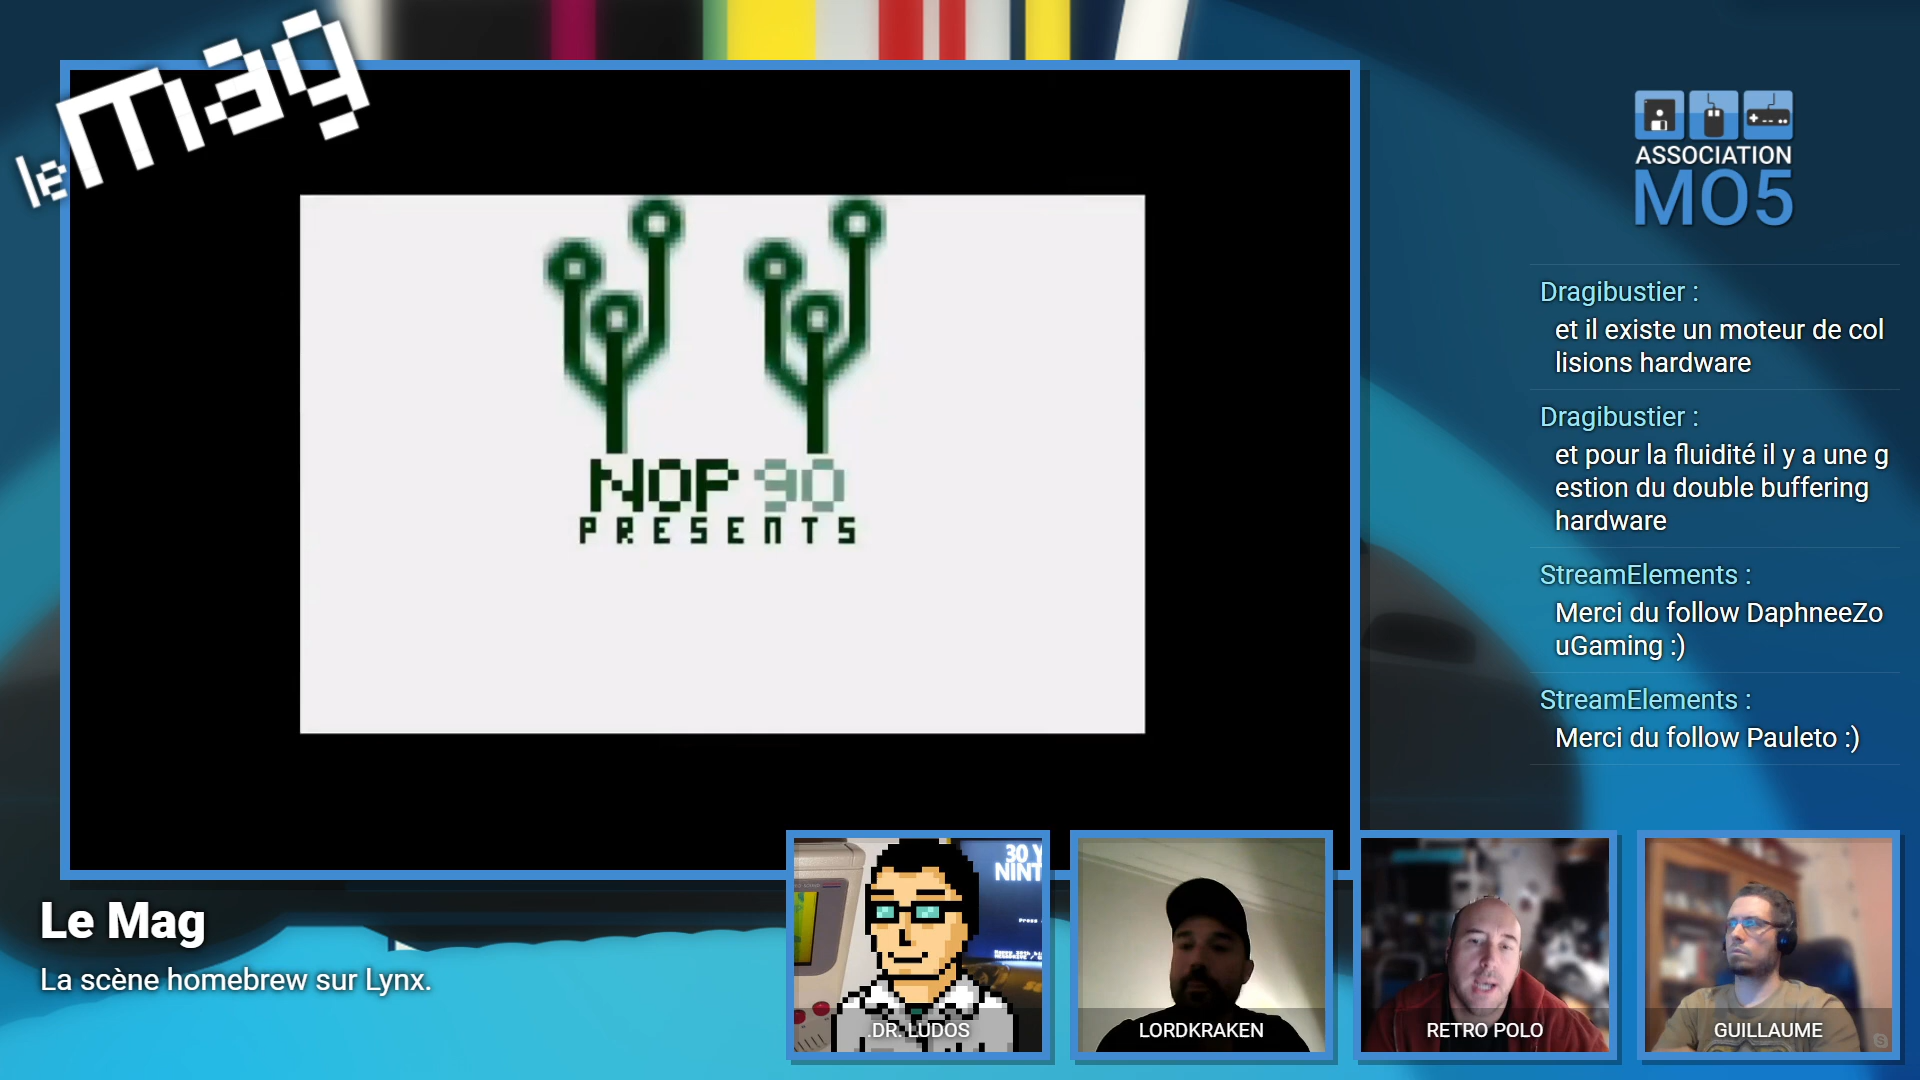 le Mag
ASSOCIATION
MO5
NOP 90
PRESENTS
Dragibustier :
et il existe un moteur de col
lisions hardware
Dragibustier :
et pour la fluidité il y a une g
estion du double buffering
hardware
StreamElements :
Merci du follow DaphneeZo
uGaming :)
StreamElements :
Merci du follow Pauleto :)
30 Y
NINT
Le Mag
La scène homebrew sur Lynx.
DR. LUDOS
LORDKRAKEN
RETRO POLO
GUILLAUME